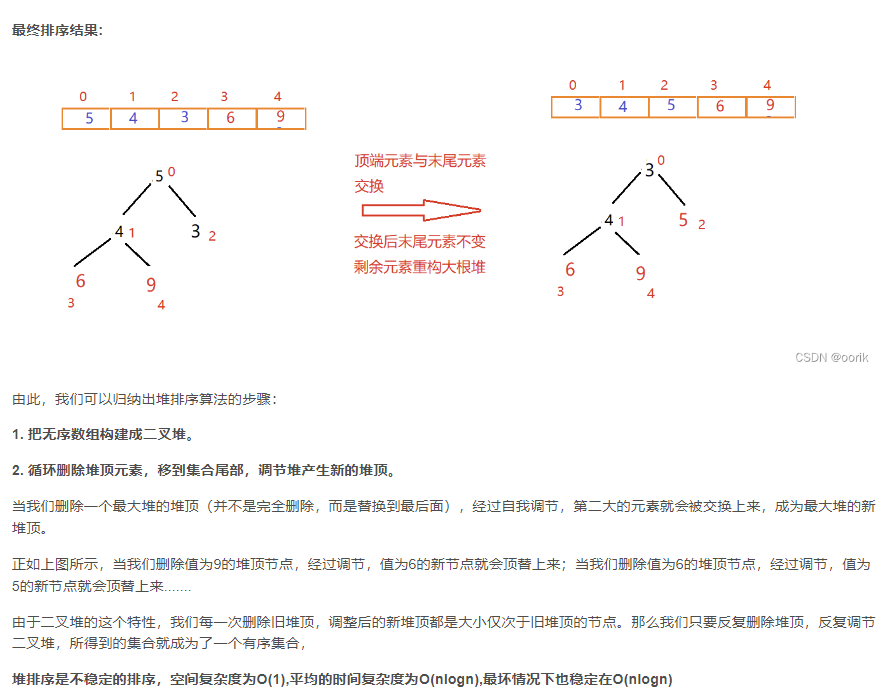 最终排序结果：
0 1 2 3 4
5 4 3 6 9
0 1 2 3 4
3 4 5 6 9
5 0
4 1
3 2
6
9
3
4
顶端元素与末尾元素
交换
交换后末尾元素不变
剩余元素重构大根堆
3 0
4 1
5 2
6
9
3
4
CSDN @oorik
由此，我们可以归纳出堆排序算法的步骤：
1. 把无序数组构建成二叉堆。
2. 循环删除堆顶元素，移到集合尾部，调节堆产生新的堆顶。
当我们删除一个最大堆的堆顶（并不是完全删除，而是替换到最后面），经过自我调节，第二大的元素就会被交换上来，成为最大堆的新
堆顶。
正如上图所示，当我们删除值为9的堆顶节点，经过调节，值为6的新节点就会顶替上来；当我们删除值为6的堆顶节点，经过调节，值为
5的新节点就会顶替上来.......
由于二叉堆的这个特性，我们每一次删除旧堆顶，调整后的新堆顶都是大小仅次于旧堆顶的节点。那么我们只要反复删除堆顶，反复调节
二叉堆，所得到的集合就成为了一个有序集合，
堆排序是不稳定的排序，空间复杂度为O(1),平均的时间复杂度为O(nlogn),最坏情况下也稳定在O(nlogn)